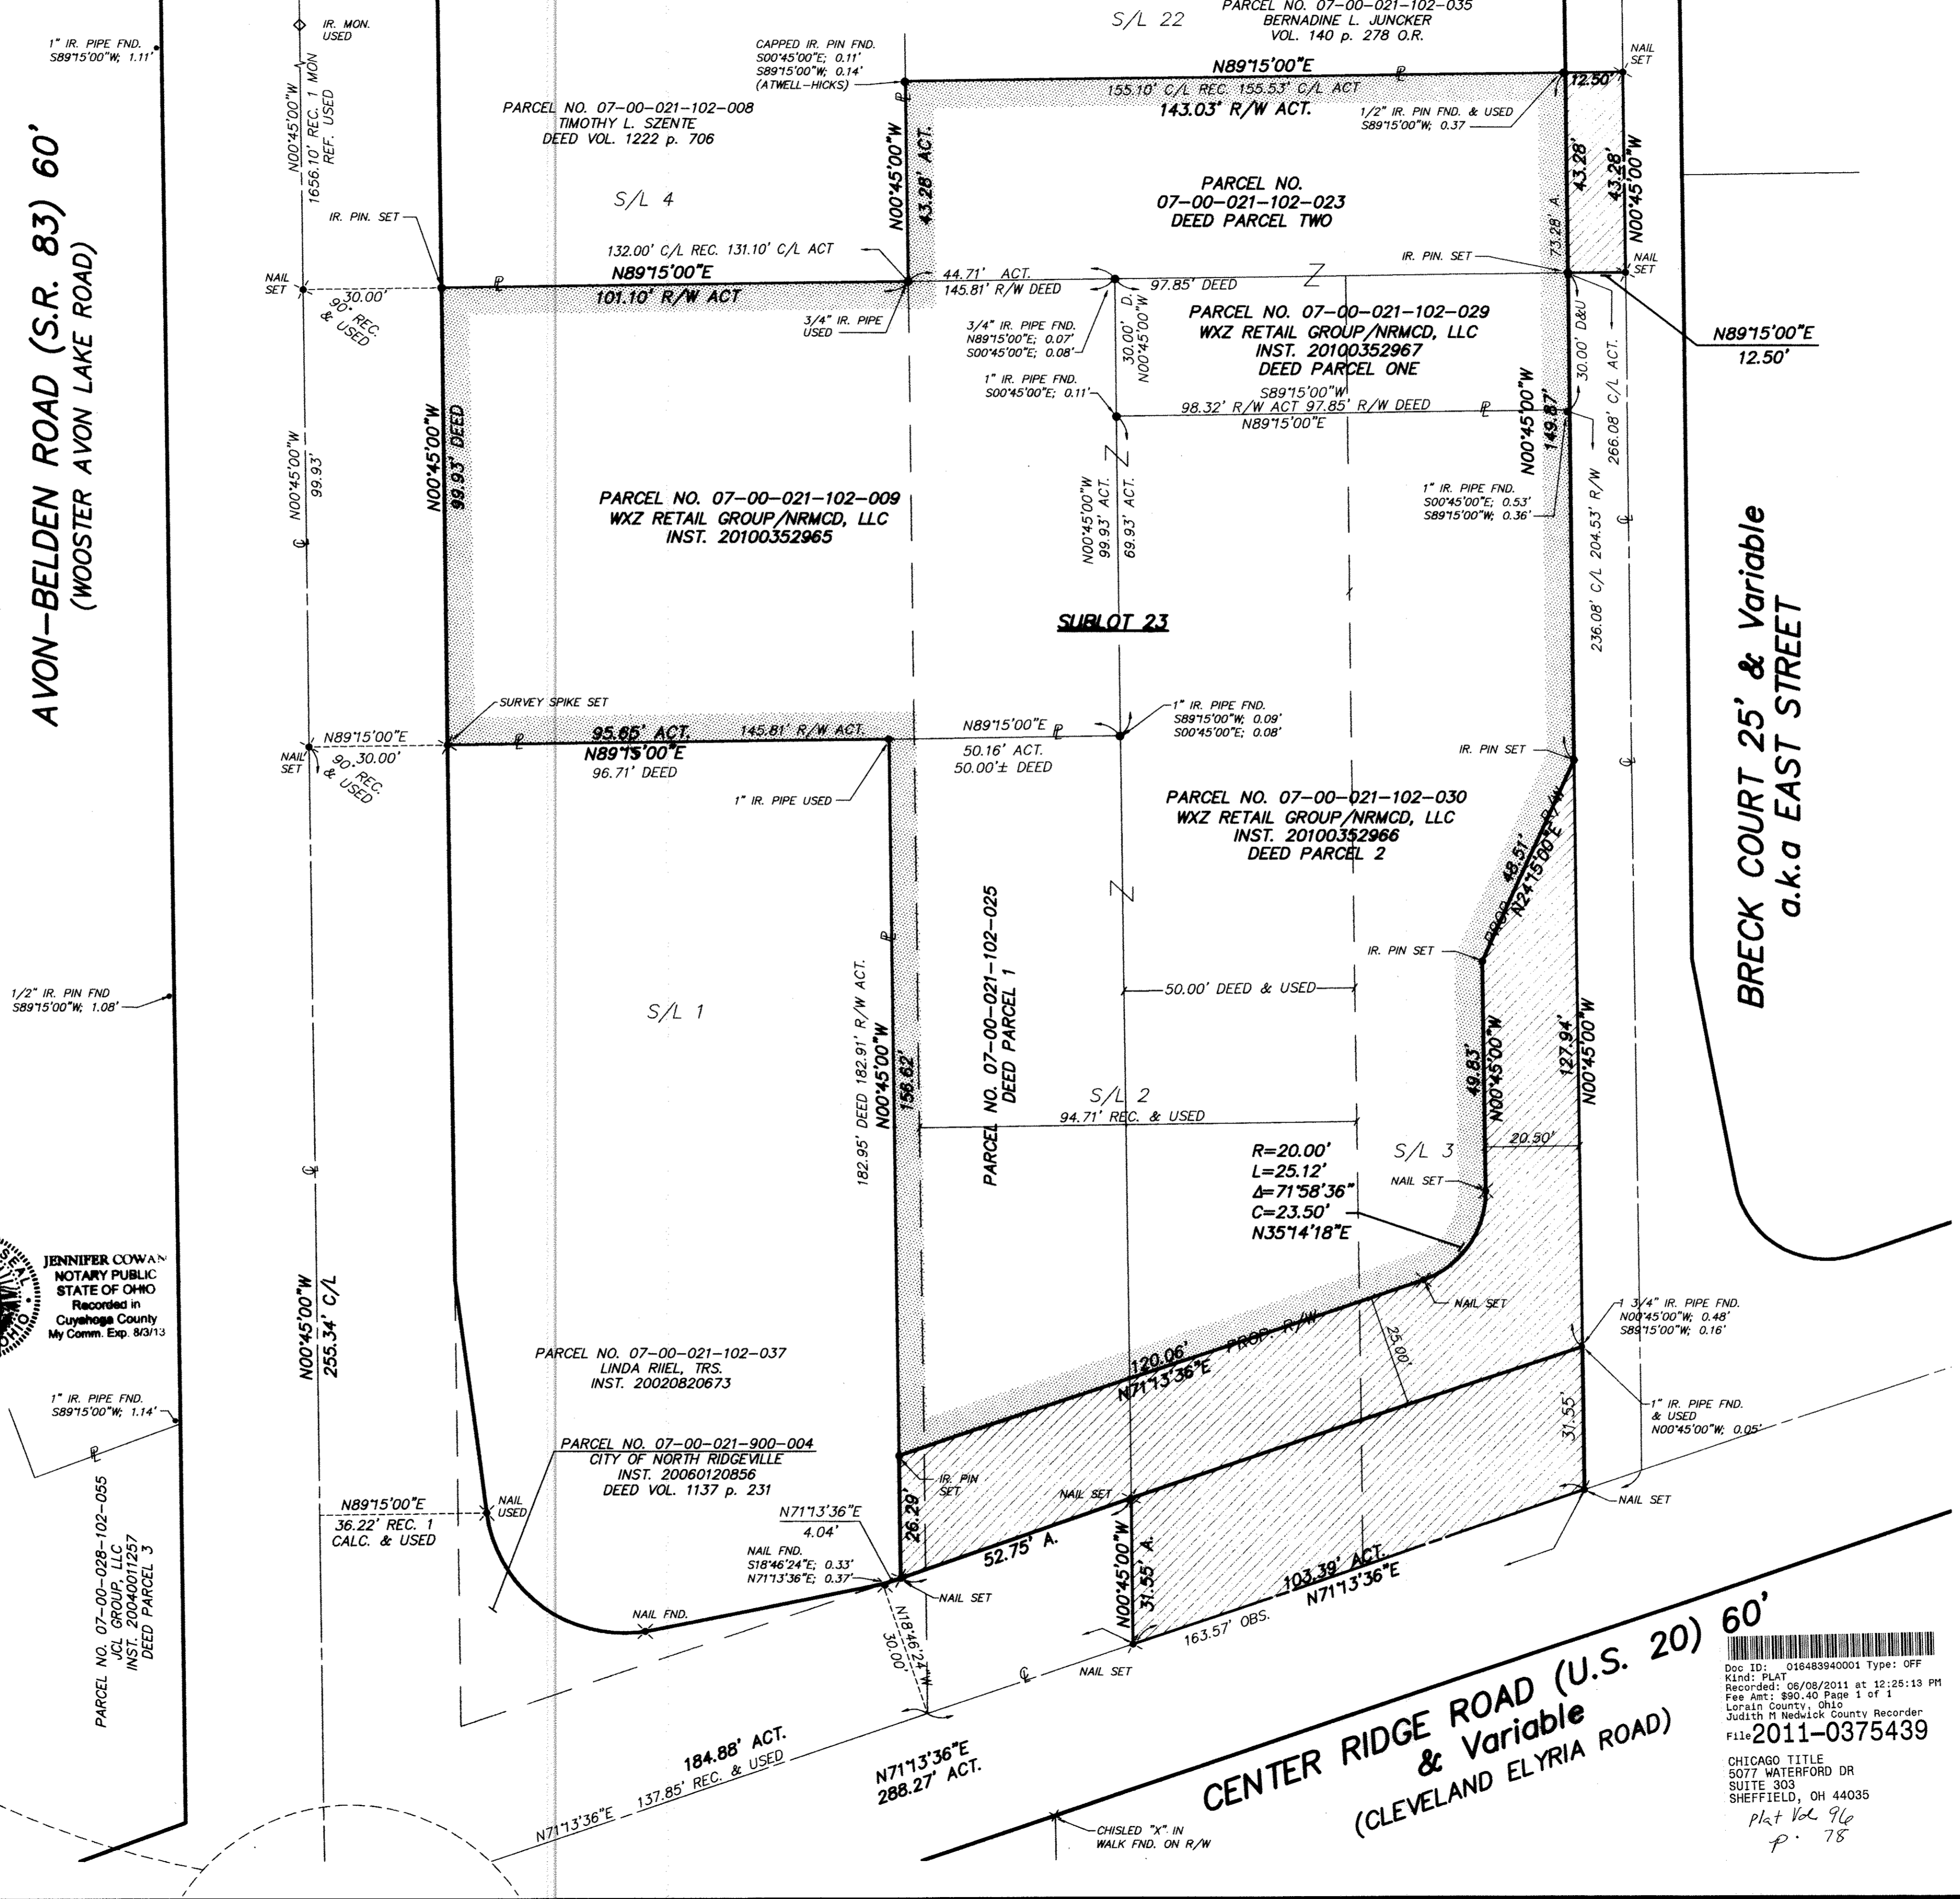 PARCEL NO. 07-00-021-102-035
BERNADINE L. JUNCKER
VOL. 140 p. 278 O.R.
S/L 22
IR. MON.
USED
1" IR. PIPE FND.
S89°15'00"W; 1.11'
N00°45'00"W
1656.10' REC. 1 MON
REF. USED
CAPPED IR. PIN FND.
S00°45'00"E; 0.11'
S89°15'00"W; 0.14'
(ATWELL-HICKS)
N89°15'00"E
155.10' C/L REC. 155.53' C/L ACT
143.03' R/W ACT.
1/2" IR. PIN FND. & USED
S89°15'00"W; 0.37
12.50'
NAIL
SET
PARCEL NO. 07-00-021-102-008
TIMOTHY L. SZENTE
DEED VOL. 1222 p. 706
S/L 4
N00°45'00"W
43.28' ACT.
PARCEL NO.
07-00-021-102-023
DEED PARCEL TWO
43.28'
43.28'
N00°45'00"W
73.28' A.
AVON-BELDEN ROAD (S.R. 83) 60'
(WOOSTER AVON LAKE ROAD)
IR. PIN. SET
132.00' C/L REC. 131.10' C/L ACT
N89°15'00"E
101.10' R/W ACT
NAIL
SET
30.00'
90° REC.
& USED
3/4" IR. PIPE
USED
44.71' ACT.
145.81' R/W DEED
97.85' DEED
IR. PIN. SET
NAIL
SET
3/4" IR. PIPE FND.
N89°15'00"E; 0.07'
S00°45'00"E; 0.08'
30.00' D.
N00°45'00"W
PARCEL NO. 07-00-021-102-029
WXZ RETAIL GROUP/NRMCD, LLC
INST. 20100352967
DEED PARCEL ONE
30.00' D&U
266.08' C/L ACT.
N89°15'00"E
12.50'
1" IR. PIPE FND.
S00°45'00"E; 0.11'
S89°15'00"W
98.32' R/W ACT 97.85' R/W DEED
N89°15'00"E
N00°45'00"W
149.87'
N00°45'00"W
99.93' DEED
N00°45'00"W
99.93'
PARCEL NO. 07-00-021-102-009
WXZ RETAIL GROUP/NRMCD, LLC
INST. 20100352965
N00°45'00"W
99.93' ACT.
69.93' ACT.
1" IR. PIPE FND.
S00°45'00"E; 0.53'
S89°15'00"W; 0.36'
236.08' C/L 204.53' R/W
BRECK COURT 25' & Variable
a.k.a EAST STREET
SUBLOT 23
SURVEY SPIKE SET
95.65' ACT.
145.81' R/W ACT.
N89°15'00"E
96.71' DEED
N89°15'00"E
30.00'
90° REC.
& USED
NAIL
SET
N89°15'00"E
50.16' ACT.
50.00'± DEED
1" IR. PIPE FND.
S89°15'00"W; 0.09'
S00°45'00"E; 0.08'
IR. PIN SET
1" IR. PIPE USED
PARCEL NO. 07-00-021-102-030
WXZ RETAIL GROUP/NRMCD, LLC
INST. 20100352966
DEED PARCEL 2
48.51'
PROP. R/W
N24°15'00"E
IR. PIN SET
1/2" IR. PIN FND
S89°15'00"W; 1.08'
S/L 1
182.95' DEED 182.91' R/W ACT.
N00°45'00"W
156.62'
PARCEL NO. 07-00-021-102-025
DEED PARCEL 1
50.00' DEED & USED
49.83'
N00°45'00"W
127.94'
N00°45'00"W
S/L 2
94.71' REC. & USED
20.50'
R=20.00'
L=25.12'
Δ=71°58'36"
C=23.50'
N35°14'18"E
S/L 3
NAIL SET
SEAL
OHIO
JENNIFER COWAN
NOTARY PUBLIC
STATE OF OHIO
Recorded in
Cuyahoga County
My Comm. Exp. 8/3/13
N00°45'00"W
255.34' C/L
NAIL SET
1 3/4" IR. PIPE FND.
N00°45'00"W; 0.48'
S89°15'00"W; 0.16'
PARCEL NO. 07-00-021-102-037
LINDA RIIEL, TRS.
INST. 20020820673
120.06'
PROP. R/W
N71°13'36"E
25.00'
1" IR. PIPE FND.
S89°15'00"W; 1.14'
31.55'
1" IR. PIPE FND.
& USED
N00°45'00"W; 0.05'
PARCEL NO. 07-00-021-900-004
CITY OF NORTH RIDGEVILLE
INST. 20060120856
DEED VOL. 1137 p. 231
IR. PIN
SET
NAIL SET
NAIL SET
PARCEL NO. 07-00-028-102-055
JCL GROUP, LLC
INST. 20040011257
DEED PARCEL 3
N89°15'00"E
36.22' REC. 1
CALC. & USED
NAIL
USED
N71°13'36"E
4.04'
NAIL FND.
S18°46'24"E; 0.33'
N71°13'36"E; 0.37'
26.29'
52.75' A.
NAIL SET
N00°45'00"W
31.55' A.
103.39' ACT.
N71°13'36"E
163.57' OBS.
NAIL FND.
N18°46'24"W
30.00'
NAIL SET
184.88' ACT.
N71°13'36"E 137.85' REC. & USED
N71°13'36"E
288.27' ACT.
CENTER RIDGE ROAD (U.S. 20) 60'
& Variable
(CLEVELAND ELYRIA ROAD)
CHISLED "X" IN
WALK FND. ON R/W
Doc ID: 016483940001 Type: OFF
Kind: PLAT
Recorded: 06/08/2011 at 12:25:13 PM
Fee Amt: $90.40 Page 1 of 1
Lorain County, Ohio
Judith M Nedwick County Recorder
File 2011-0375439
CHICAGO TITLE
5077 WATERFORD DR
SUITE 303
SHEFFIELD, OH 44035
Plat Vol 96
p. 78